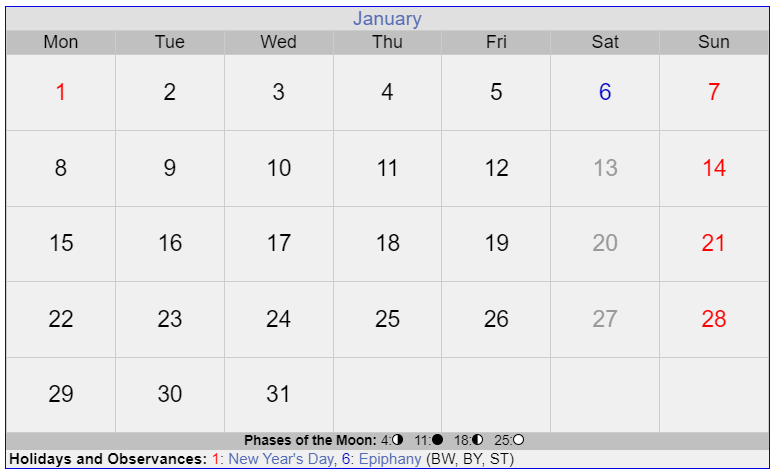 January
Mon Tue Wed Thu Fri Sat Sun
1 2 3 4 5 6 7
8 9 10 11 12 13 14
15 16 17 18 19 20 21
22 23 24 25 26 27 28
29 30 31
Phases of the Moon: 4: 11: 18: 25:
Holidays and Observances: 1: New Year's Day, 6: Epiphany (BW, BY, ST)